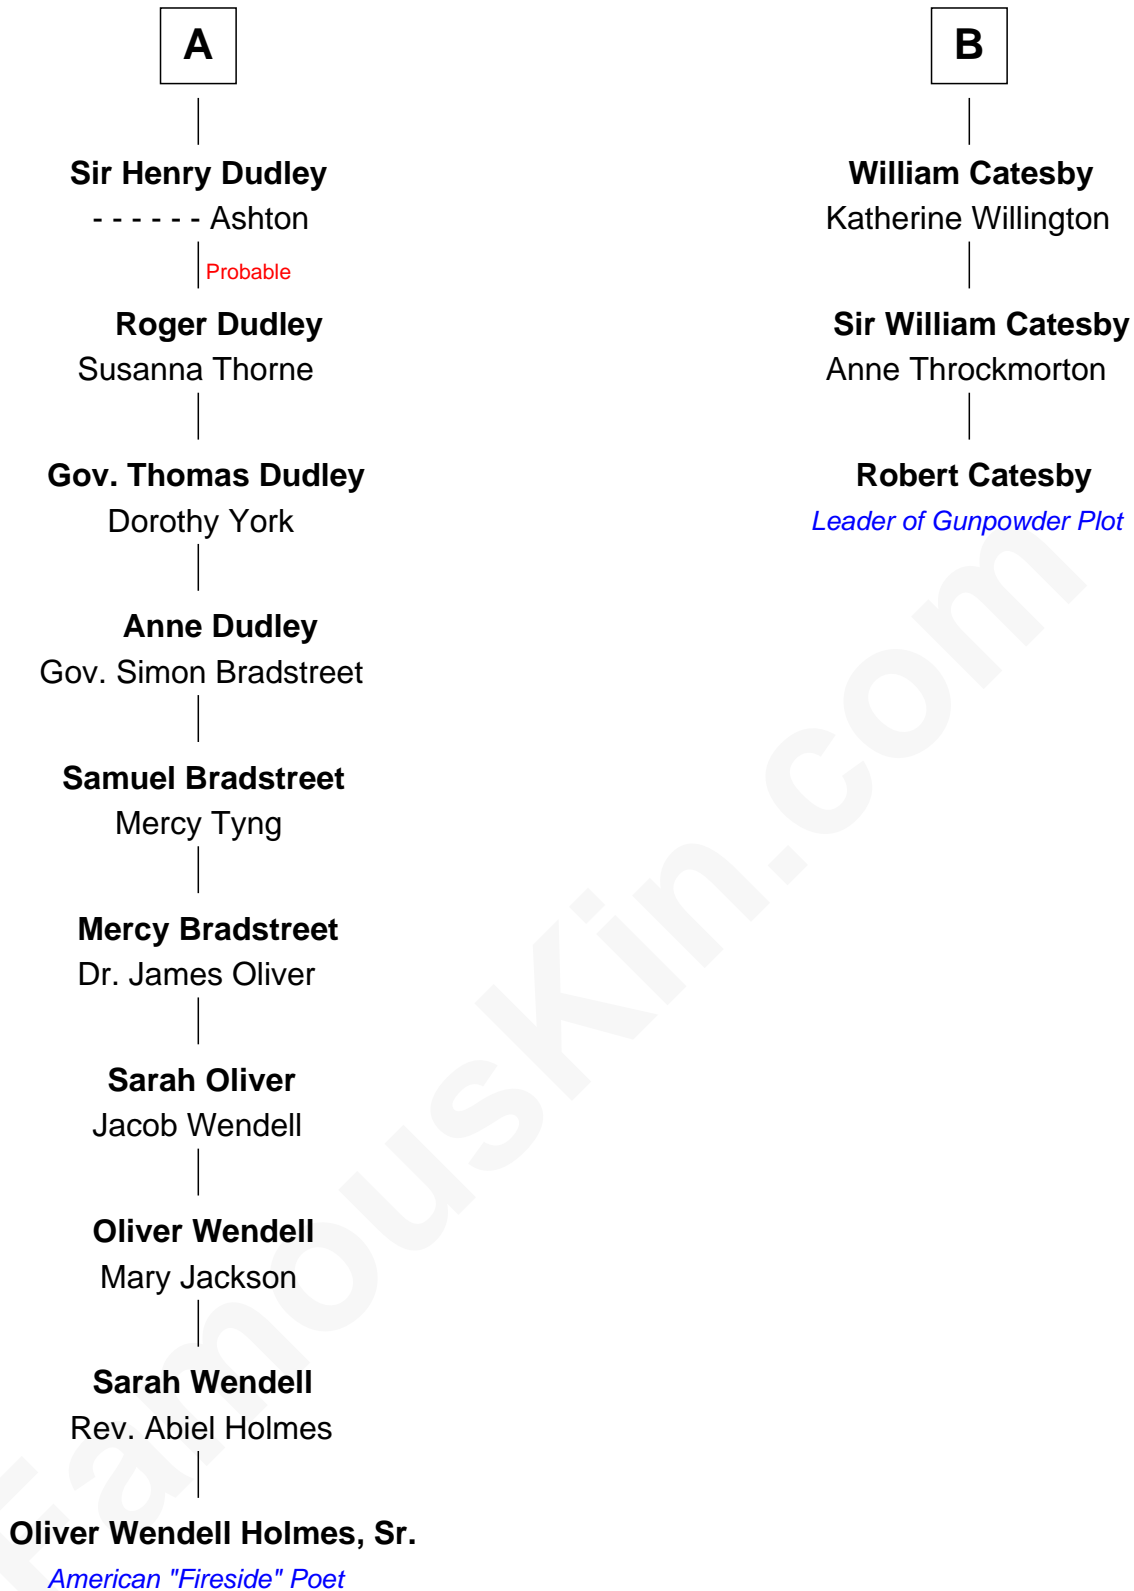 A
Sir Henry Dudley
- - - - - - Ashton
Probable
Roger Dudley
Susanna Thorne
Gov. Thomas Dudley
Dorothy York
Anne Dudley
Gov. Simon Bradstreet
Samuel Bradstreet
Mercy Tyng
Mercy Bradstreet
Dr. James Oliver
Sarah Oliver
Jacob Wendell
Oliver Wendell
Mary Jackson
Sarah Wendell
Rev. Abiel Holmes
Oliver Wendell Holmes, Sr.
American "Fireside" Poet
B
William Catesby
Katherine Willington
Sir William Catesby
Anne Throckmorton
Robert Catesby
Leader of Gunpowder Plot
FamousKin.com